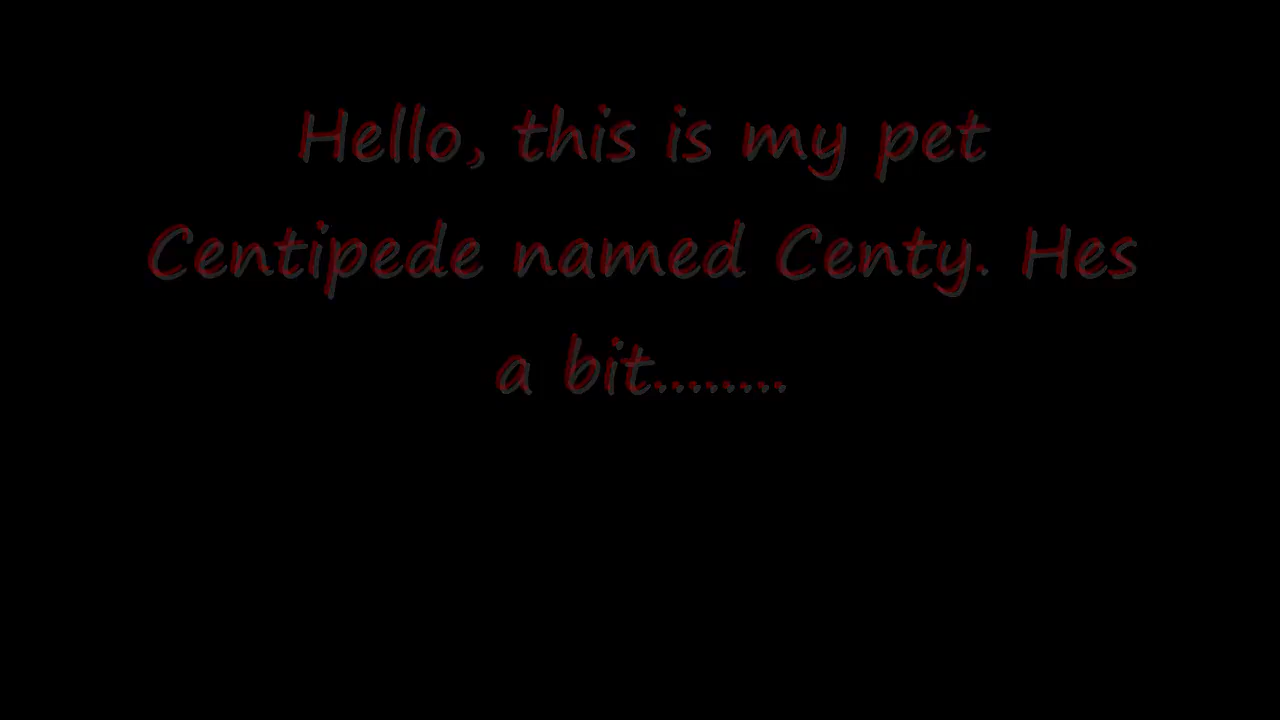 Hello, this is my pet
Centipede named Centy. Hes
a bit........